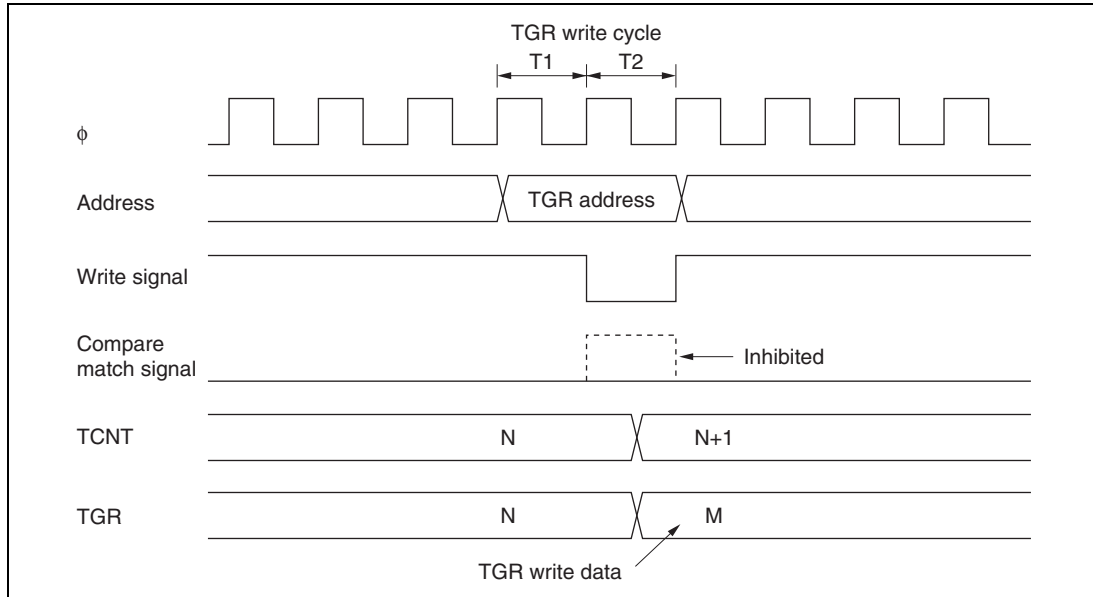 TGR write cycle
T1 T2
ϕ
Address
TGR address
Write signal
Compare
match signal
Inhibited
TCNT
N
N+1
TGR
N
M
TGR write data